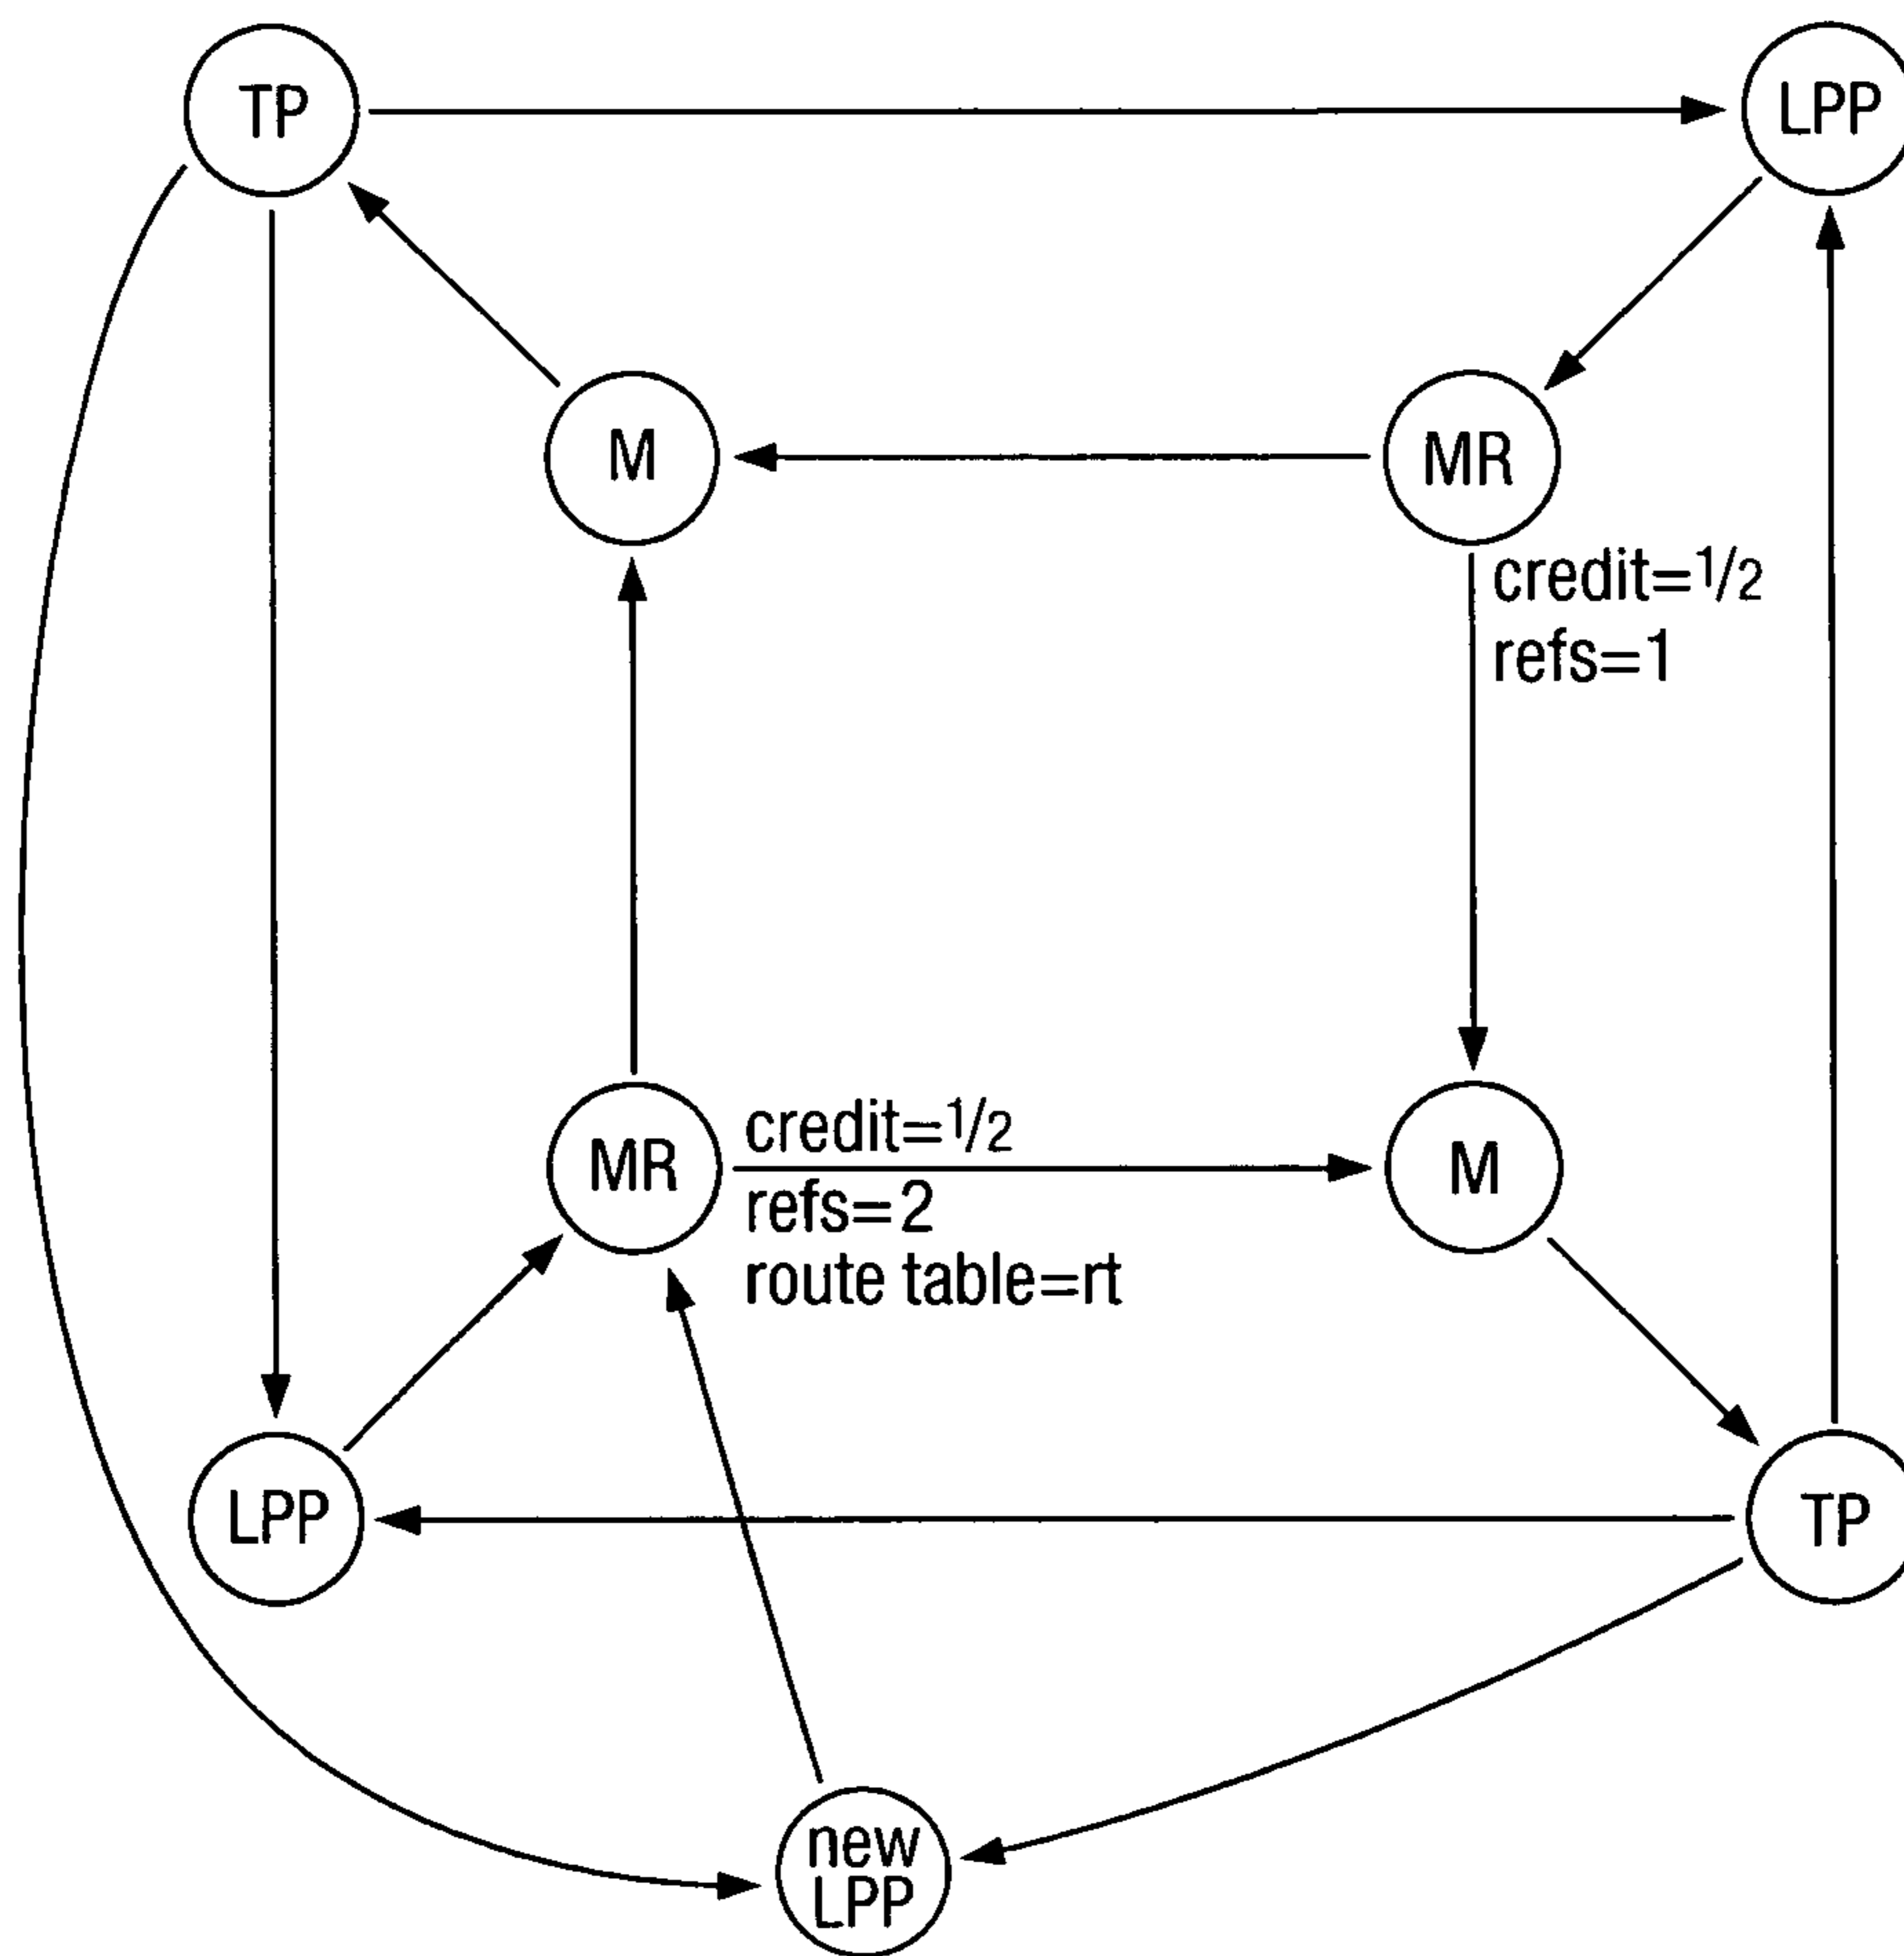 TP
LPP
M
MR
credit=1/2
refs=1
MR
credit=1/2
refs=2
route table=rt
M
LPP
TP
new
LPP